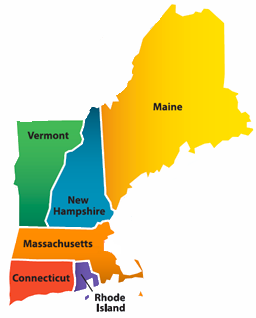 Maine
Vermont
New
Hampshire
Massachusetts
Connecticut
Rhode
Island